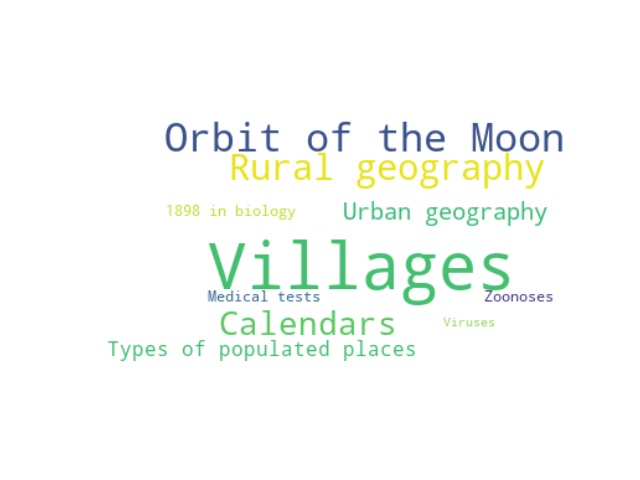 Orbit of the Moon
Rural geography
1898 in biology
Urban geography
Villages
Medical tests
Zoonoses
Calendars
Viruses
Types of populated places